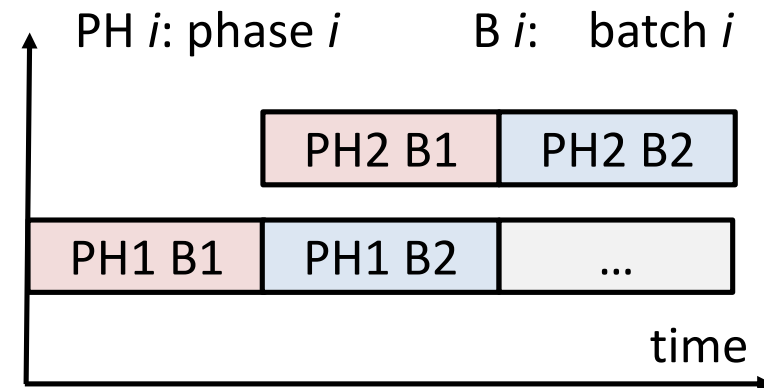 PH i: phase i B i: batch i
PH2 B1 PH2 B2
PH1 B1 PH1 B2 ...
time